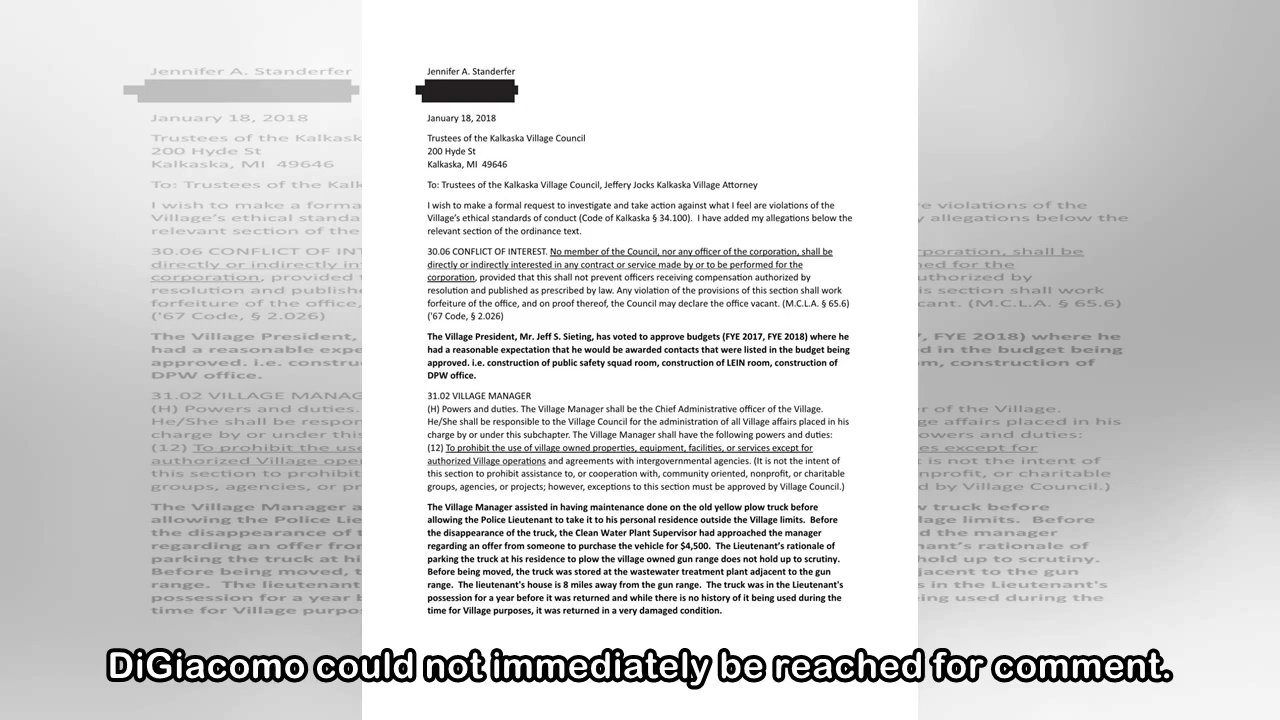 Jennifer A. Standerfer
January 18, 2018
Trustees of the Kalkaska Village Council
200 Hyde St
Kalkaska, MI  49646
To: Trustees of the Kalkaska Village Council, Jeffery Jocks Kalkaska Village Attorney
I wish to make a formal request to investigate and take action against what I feel are violations of the
Village's ethical standards of conduct (Code of Kalkaska § 34.100).  I have added my allegations below the
relevant section of the ordinance text.
30.06 CONFLICT OF INTEREST. No member of the Council, nor any officer of the corporation, shall be
directly or indirectly interested in any contract or service made by or to be performed for the
corporation, provided that this shall not prevent officers receiving compensation authorized by
resolution and published as prescribed by law. Any violation of the provisions of this section shall work
forfeiture of the office, and on proof thereof, the Council may declare the office vacant. (M.C.L.A. § 65.6)
('67 Code, § 2.026)
The Village President, Mr. Jeff S. Sieting, has voted to approve budgets (FYE 2017, FYE 2018) where he
had a reasonable expectation that he would be awarded contacts that were listed in the budget being
approved. i.e. construction of public safety squad room, construction of LEIN room, construction of
DPW office.
31.02 VILLAGE MANAGER
(H) Powers and duties. The Village Manager shall be the Chief Administrative officer of the Village.
He/She shall be responsible to the Village Council for the administration of all Village affairs placed in his
charge by or under this subchapter. The Village Manager shall have the following powers and duties:
(12) To prohibit the use of village owned properties, equipment, facilities, or services except for
authorized Village operations and agreements with intergovernmental agencies. (It is not the intent of
this section to prohibit assistance to, or cooperation with, community oriented, nonprofit, or charitable
groups, agencies, or projects; however, exceptions to this section must be approved by Village Council.)
The Village Manager assisted in having maintenance done on the old yellow plow truck before
allowing the Police Lieutenant to take it to his personal residence outside the Village limits.  Before
the disappearance of the truck, the Clean Water Plant Supervisor had approached the manager
regarding an offer from someone to purchase the vehicle for $4,500.  The Lieutenant's rationale of
parking the truck at his residence to plow the village owned gun range does not hold up to scrutiny.
Before being moved, the truck was stored at the wastewater treatment plant adjacent to the gun
range.  The lieutenant's house is 8 miles away from the gun range.  The truck was in the Lieutenant's
possession for a year before it was returned and while there is no history of it being used during the
time for Village purposes, it was returned in a very damaged condition.
DiGiacomo could not immediately be reached for comment.